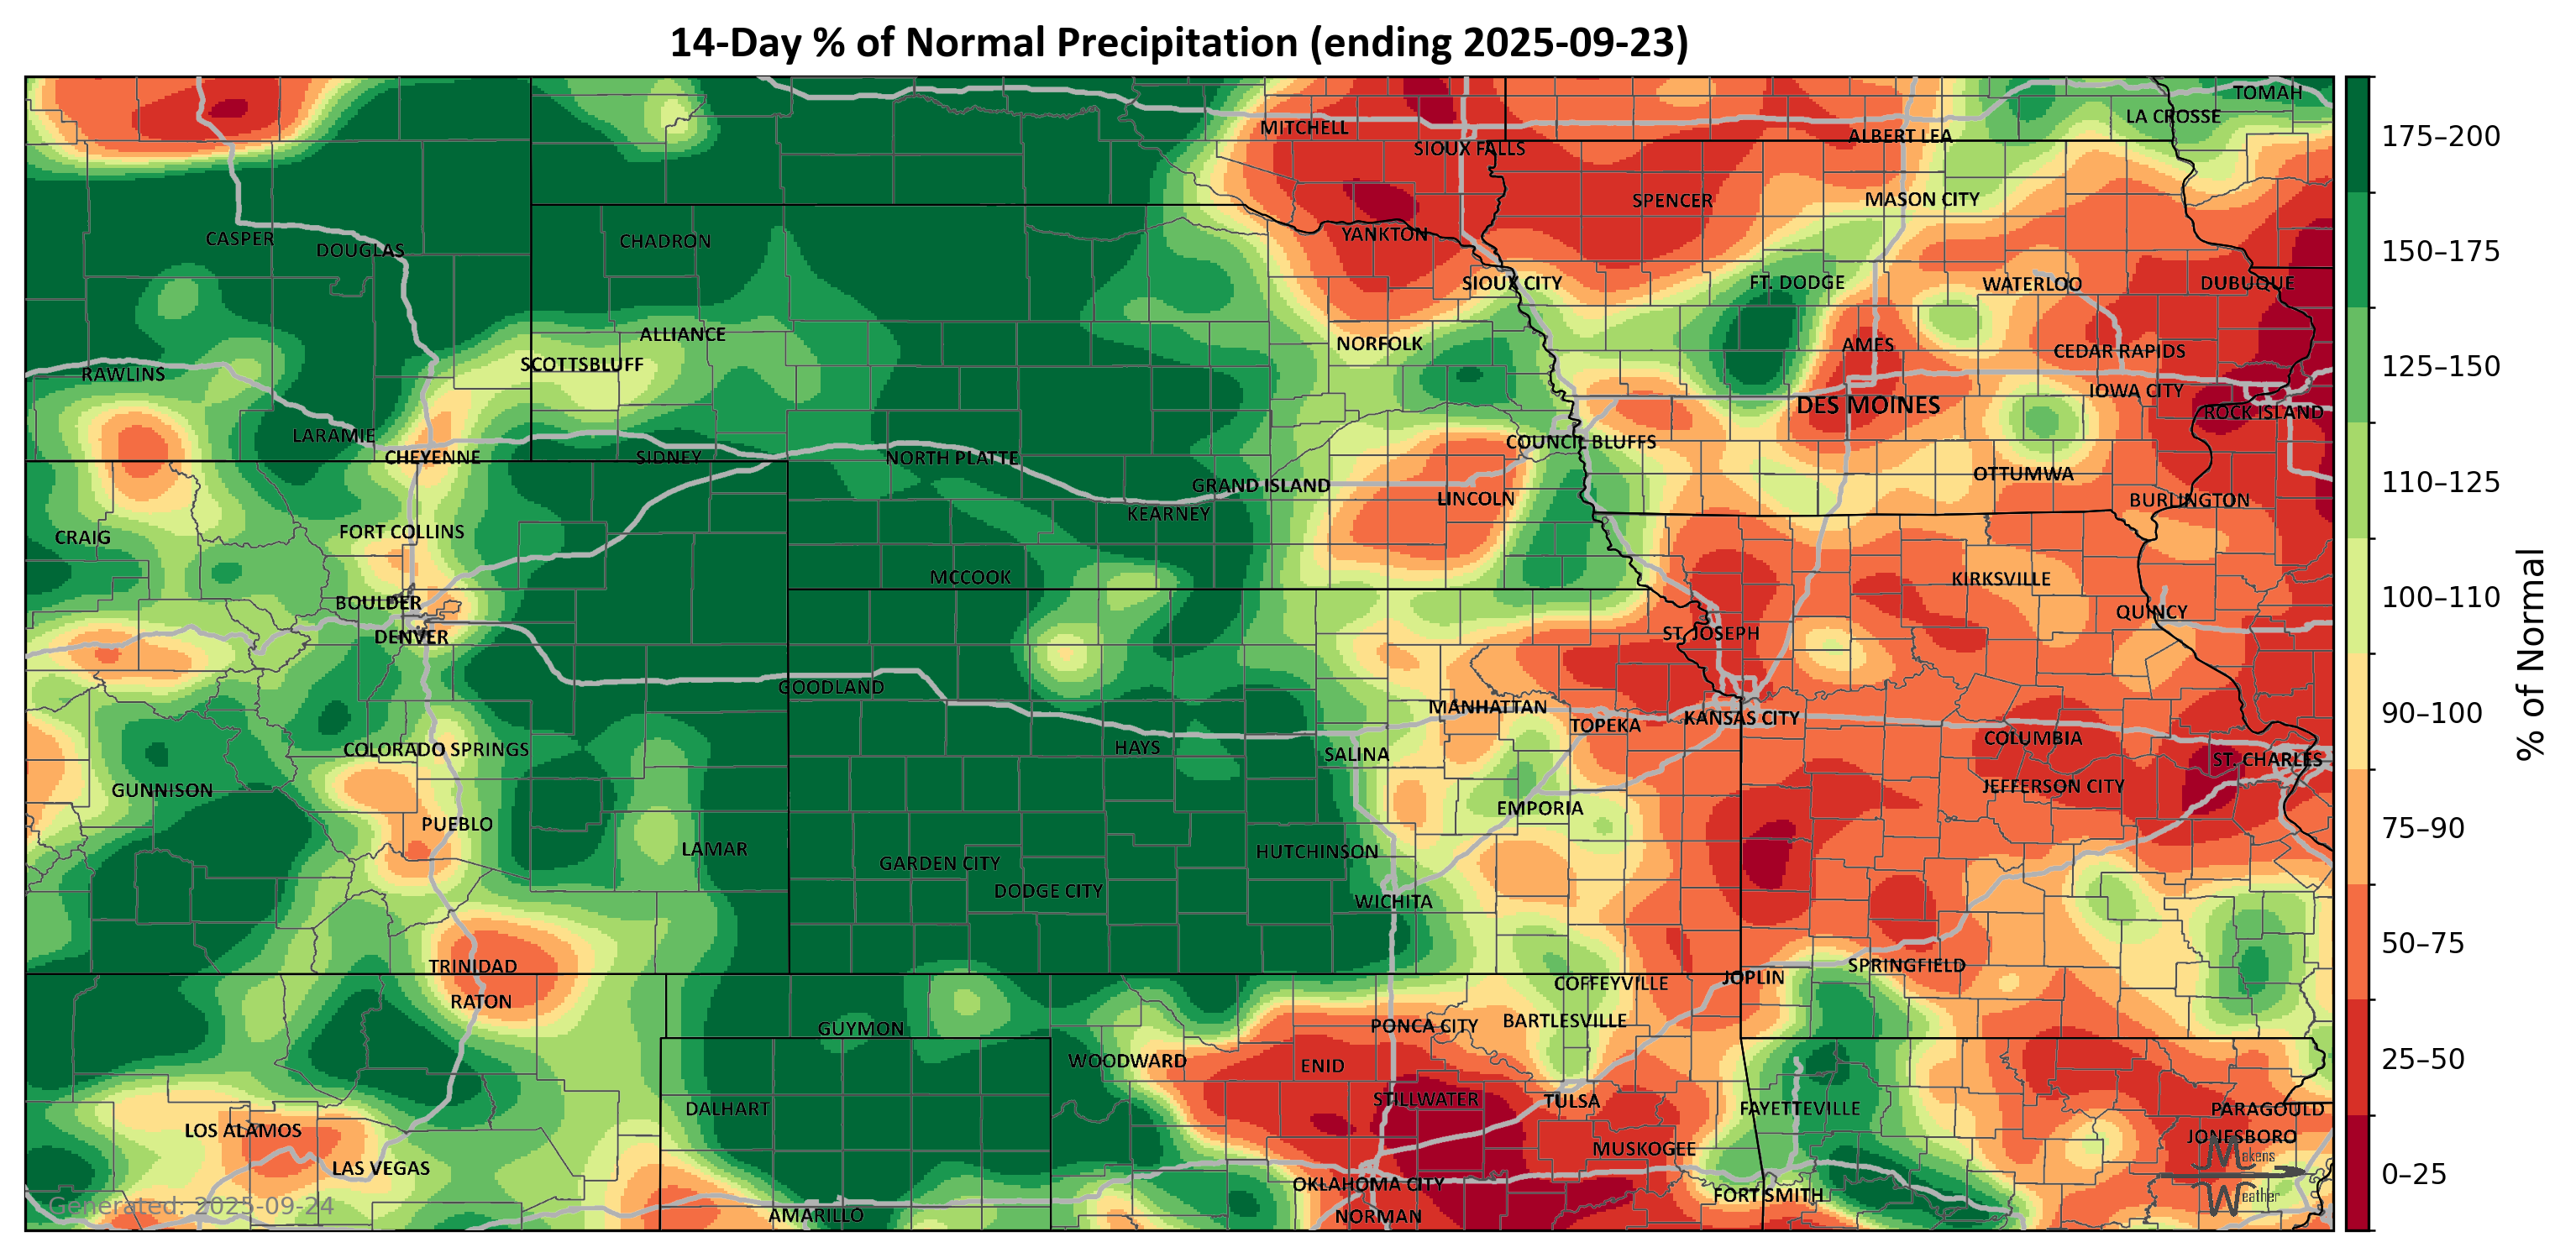 14-Day % of Normal Precipitation (ending 2025-09-23)
TOMAH
LA CROSSE
MITCHELL
ALBERT LEA
SIOUX FALLS
SPENCER
MASON CITY
YANKTON
CASPER
CHADRON
DOUGLAS
SIOUX CITY
FT. DODGE
WATERLOO
DUBUQUE
ALLIANCE
NORFOLK
AMES
CEDAR RAPIDS
SCOTTSBLUFF
RAWLINS
IOWA CITY
DES MOINES
ROCK ISLAND
LARAMIE
COUNCIL BLUFFS
CHEYENNE
SIDNEY
NORTH PLATTE
OTTUMWA
GRAND ISLAND
LINCOLN
BURLINGTON
KEARNEY
FORT COLLINS
CRAIG
MCCOOK
KIRKSVILLE
BOULDER
QUINCY
DENVER
ST. JOSEPH
GOODLAND
MANHATTAN
KANSAS CITY
TOPEKA
COLUMBIA
COLORADO SPRINGS
HAYS
SALINA
ST. CHARLES
GUNNISON
JEFFERSON CITY
EMPORIA
PUEBLO
LAMAR
HUTCHINSON
GARDEN CITY
DODGE CITY
WICHITA
TRINIDAD
SPRINGFIELD
JOPLIN
COFFEYVILLE
RATON
GUYMON
PONCA CITY
BARTLESVILLE
WOODWARD
ENID
STILLWATER
TULSA
DALHART
FAYETTEVILLE
PARAGOULD
LOS ALAMOS
JONESBORO
MUSKOGEE
LAS VEGAS
OKLAHOMA CITY
FORT SMITH
AMARILLO
NORMAN
Makens
Weather
Generated: 2025-09-24
175–200
150–175
125–150
110–125
100–110
90–100
75–90
50–75
25–50
0–25
% of Normal